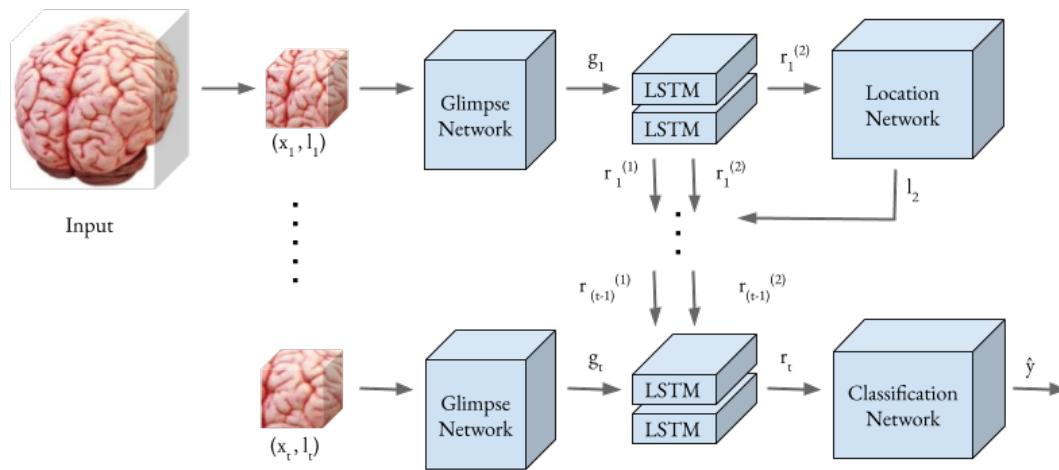 Input
(x₁, l₁)
Glimpse
Network
g₁
LSTM
LSTM
r₁⁽²⁾
Location
Network
r₁⁽¹⁾
r₁⁽²⁾
l₂
r₍ₜ₋₁₎⁽¹⁾
r₍ₜ₋₁₎⁽²⁾
(xₜ, lₜ)
Glimpse
Network
gₜ
LSTM
LSTM
rₜ
Classification
Network
ŷ